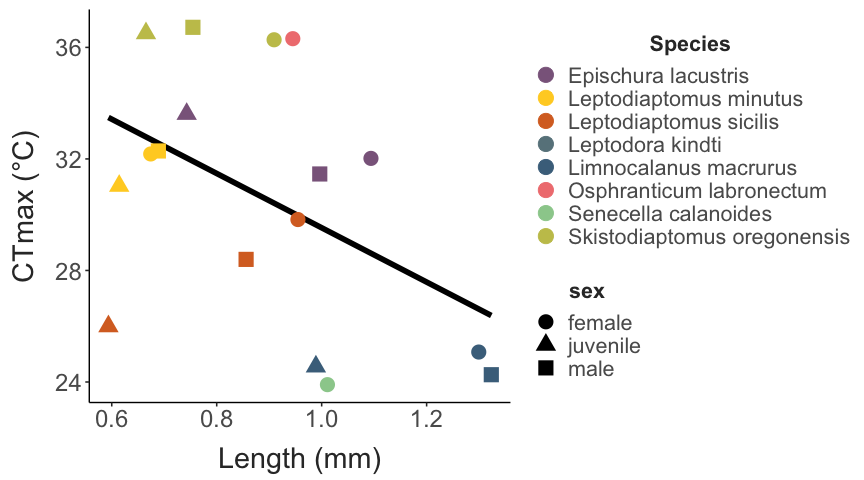 CTmax (°C)
36
32
28
24
0.6 0.8 1.0 1.2
Length (mm)
Species
Epischura lacustris
Leptodiaptomus minutus
Leptodiaptomus sicilis
Leptodora kindti
Limnocalanus macrurus
Osphranticum labronectum
Senecella calanoides
Skistodiaptomus oregonensis
sex
female
juvenile
male